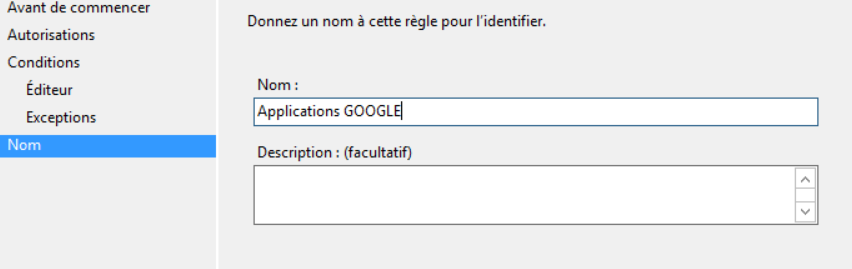 Avant de commencer
Autorisations
Conditions
Éditeur
Exceptions
Nom
Donnez un nom à cette règle pour l'identifier.
Nom :
Applications GOOGLE
Description : (facultatif)